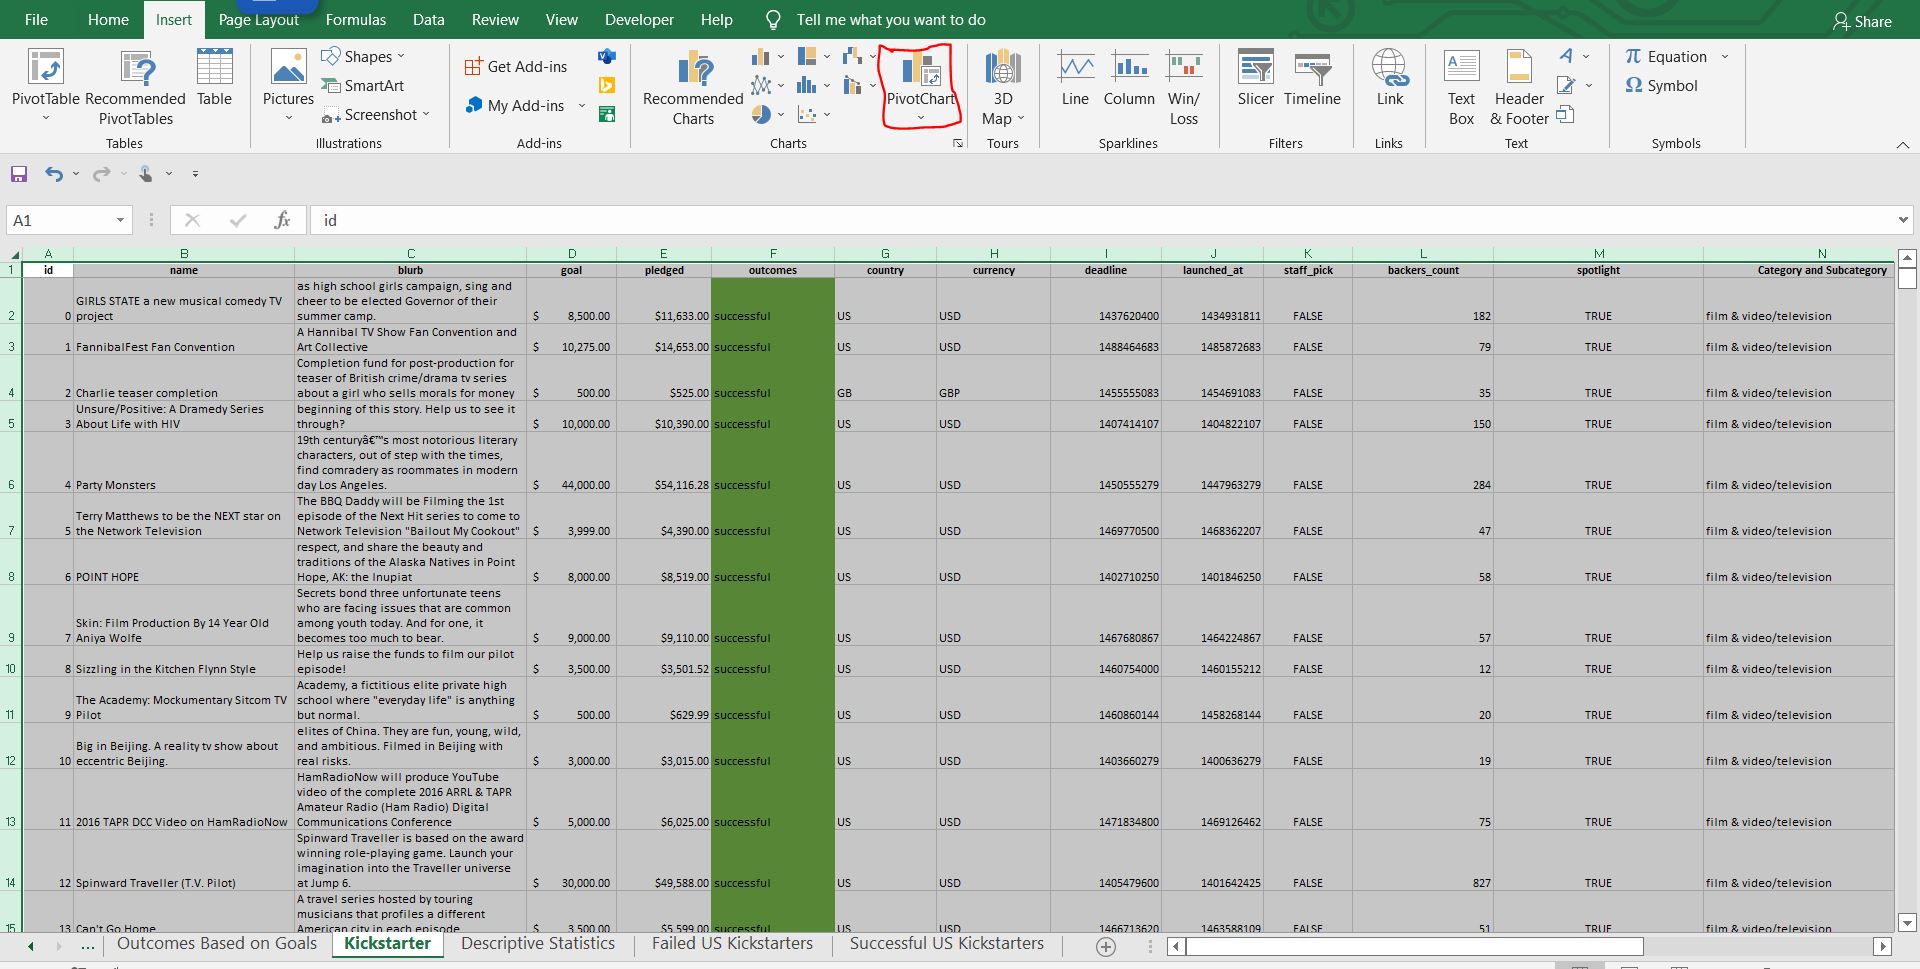 File Home Insert Page Layout Formulas Data Review View Developer Help Tell me what you want to do Share
PivotTable Recommended PivotTables Table
Tables
Pictures Shapes SmartArt Screenshot
Illustrations
Get Add-ins My Add-ins
Add-ins
Recommended Charts PivotChart
Charts
3D Map
Tours
Line Column Win/Loss
Sparklines
Slicer Timeline
Filters
Link
Links
Text Box Header & Footer
Text
Equation Symbol
Symbols
A1 fx id
A B C D E F G H I J K L M N
1 id name blurb goal pledged outcomes country currency deadline launched_at staff_pick backers_count spotlight Category and Subcategory
as high school girls campaign, sing and
GIRLS STATE a new musical comedy TV cheer to be elected Governor of their
2 0 project summer camp. $ 8,500.00 $11,633.00 successful US USD 1437620400 1434931811 FALSE 182 TRUE film & video/television
A Hannibal TV Show Fan Convention and
3 1 FannibalFest Fan Convention Art Collective $ 10,275.00 $14,653.00 successful US USD 1488464683 1485872683 FALSE 79 TRUE film & video/television
Completion fund for post-production for
teaser of British crime/drama tv series
4 2 Charlie teaser completion about a girl who sells morals for money $ 500.00 $525.00 successful GB GBP 1455555083 1454691083 FALSE 35 TRUE film & video/television
Unsure/Positive: A Dramedy Series beginning of this story. Help us to see it
5 3 About Life with HIV through? $ 10,000.00 $10,390.00 successful US USD 1407414107 1404822107 FALSE 150 TRUE film & video/television
19th centuryâ€™s most notorious literary
characters, out of step with the times,
find comradery as roommates in modern
6 4 Party Monsters day Los Angeles. $ 44,000.00 $54,116.28 successful US USD 1450555279 1447963279 FALSE 284 TRUE film & video/television
The BBQ Daddy will be Filming the 1st
Terry Matthews to be the NEXT star on episode of the Next Hit series to come to
7 5 the Network Television Network Television "Bailout My Cookout" $ 3,999.00 $4,390.00 successful US USD 1469770500 1468362207 FALSE 47 TRUE film & video/television
respect, and share the beauty and
traditions of the Alaska Natives in Point
8 6 POINT HOPE Hope, AK: the Inupiat $ 8,000.00 $8,519.00 successful US USD 1402710250 1401846250 FALSE 58 TRUE film & video/television
Secrets bond three unfortunate teens
who are facing issues that are common
Skin: Film Production By 14 Year Old among youth today. And for one, it
9 7 Aniya Wolfe becomes too much to bear. $ 9,000.00 $9,110.00 successful US USD 1467680867 1464224867 FALSE 57 TRUE film & video/television
Help us raise the funds to film our pilot
10 8 Sizzling in the Kitchen Flynn Style episode! $ 3,500.00 $3,501.52 successful US USD 1460754000 1460155212 FALSE 12 TRUE film & video/television
Academy, a fictitious elite private high
The Academy: Mockumentary Sitcom TV school where "everyday life" is anything
11 9 Pilot but normal. $ 500.00 $629.99 successful US USD 1460860144 1458268144 FALSE 20 TRUE film & video/television
elites of China. They are fun, young, wild,
Big in Beijing. A reality tv show about and ambitious. Filmed in Beijing with
12 10 eccentric Beijing. real risks. $ 3,000.00 $3,015.00 successful US USD 1403660279 1400636279 FALSE 19 TRUE film & video/television
HamRadioNow will produce YouTube
video of the complete 2016 ARRL & TAPR
Amateur Radio (Ham Radio) Digital
13 11 2016 TAPR DCC Video on HamRadioNow Communications Conference $ 5,000.00 $6,025.00 successful US USD 1471834800 1469126462 FALSE 75 TRUE film & video/television
Spinward Traveller is based on the award
winning role-playing game. Launch your
imagination into the Traveller universe
14 12 Spinward Traveller (T.V. Pilot) at Jump 6. $ 30,000.00 $49,588.00 successful US USD 1405479600 1401642425 FALSE 827 TRUE film & video/television
A travel series hosted by touring
musicians that profiles a different
15 13 Can't Go Home American city in each episode $ 3,500.00 $5,599.00 successful US USD 1466713620 1463588109 FALSE 51 TRUE film & video/television
... Outcomes Based on Goals Kickstarter Descriptive Statistics Failed US Kickstarters Successful US Kickstarters